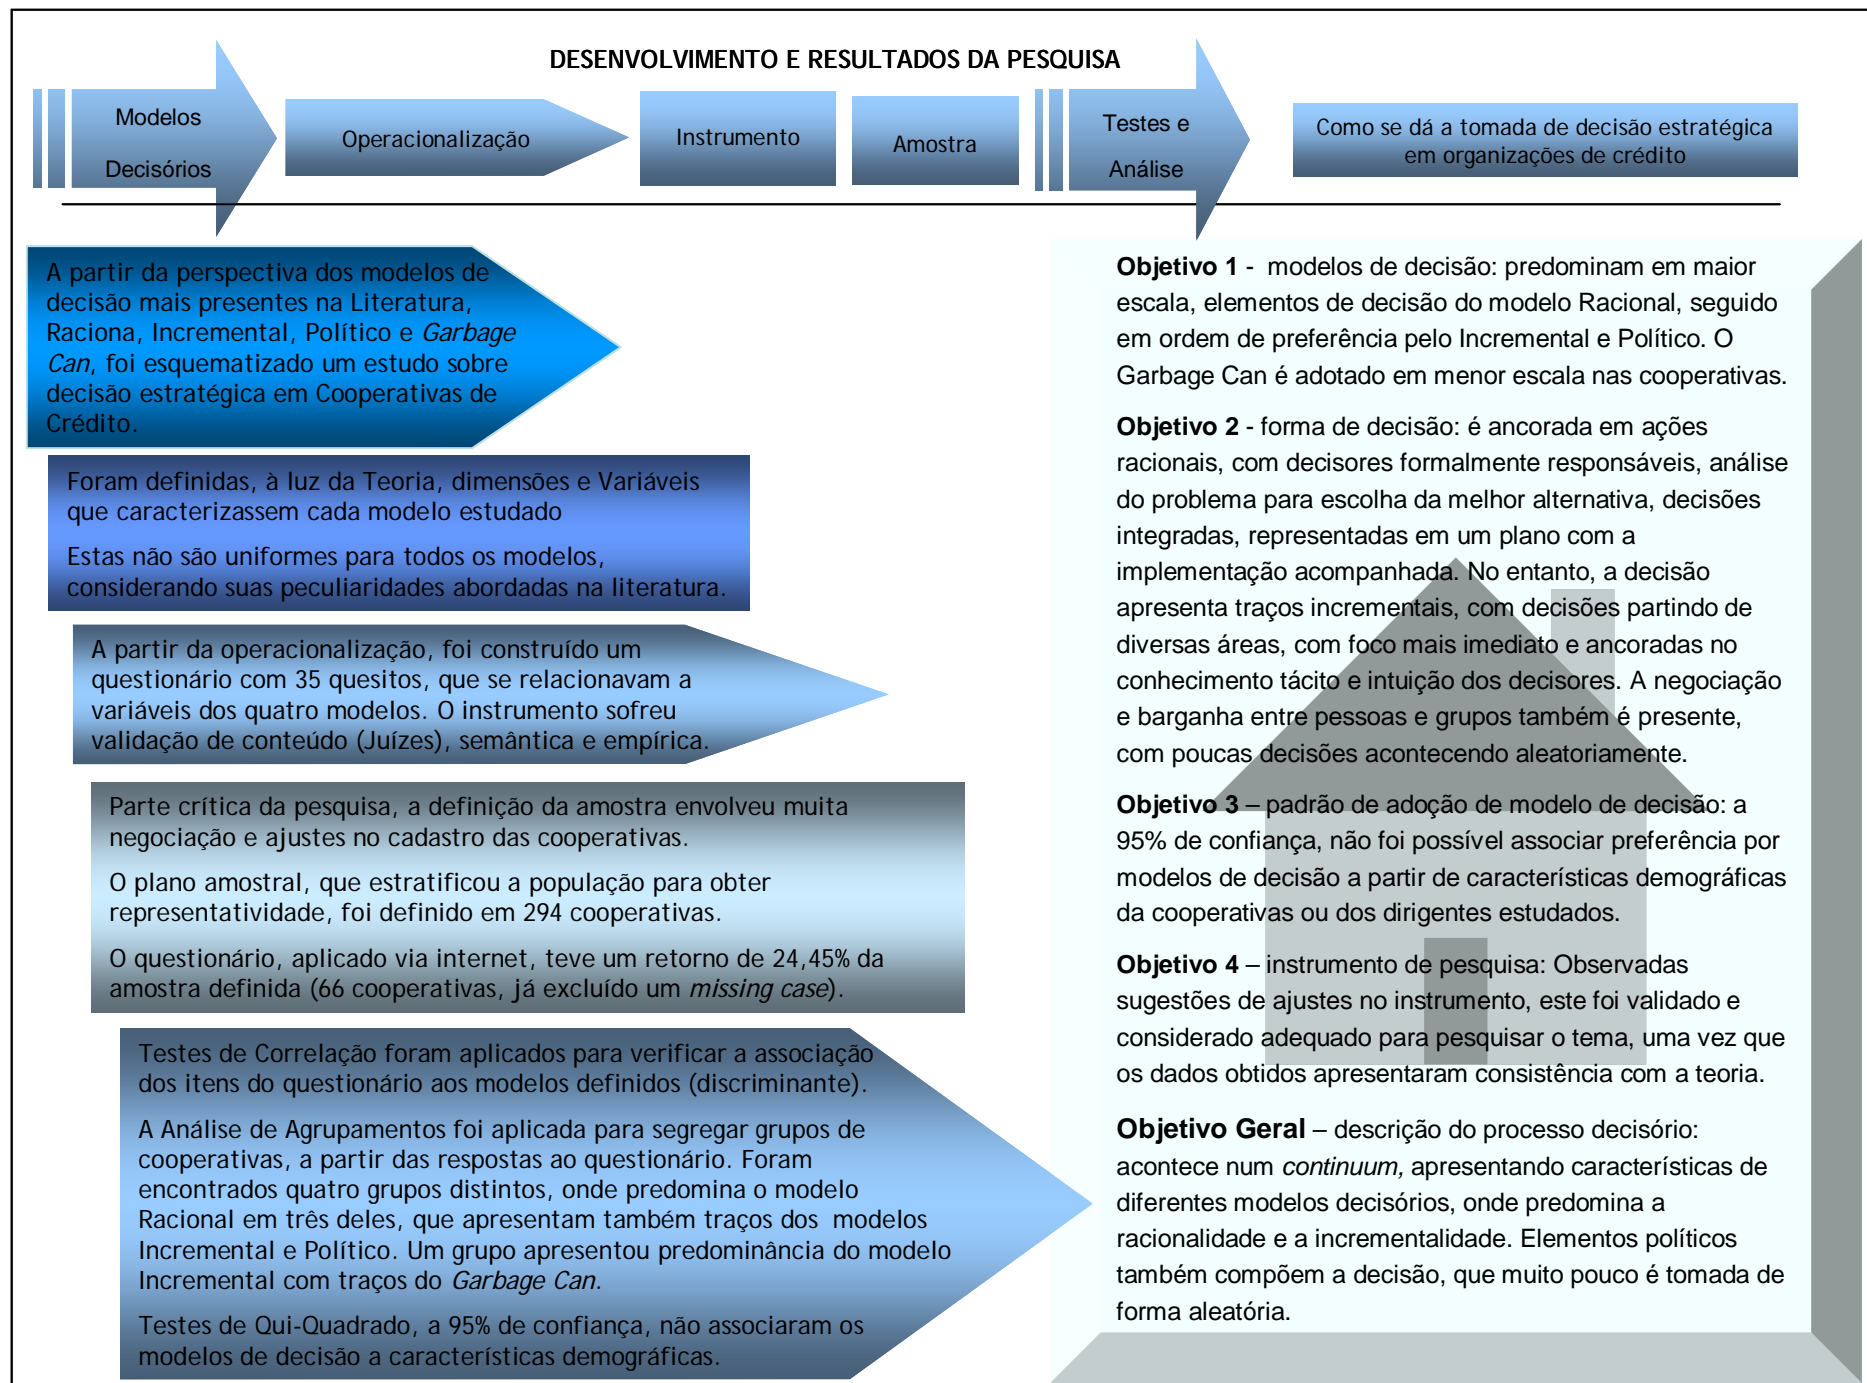 DESENVOLVIMENTO E RESULTADOS DA PESQUISA
Modelos
Decisórios
Operacionalização
Instrumento
Amostra
Testes e
Análise
Como se dá a tomada de decisão estratégica
em organizações de crédito
A partir da perspectiva dos modelos de
decisão mais presentes na Literatura,
Raciona, Incremental, Político e Garbage
Can, foi esquematizado um estudo sobre
decisão estratégica em Cooperativas de
Crédito.
Foram definidas, à luz da Teoria, dimensões e Variáveis
que caracterizassem cada modelo estudado
Estas não são uniformes para todos os modelos,
considerando suas peculiaridades abordadas na literatura.
A partir da operacionalização, foi construído um
questionário com 35 quesitos, que se relacionavam a
variáveis dos quatro modelos. O instrumento sofreu
validação de conteúdo (Juízes), semântica e empírica.
Parte crítica da pesquisa, a definição da amostra envolveu muita
negociação e ajustes no cadastro das cooperativas.
O plano amostral, que estratificou a população para obter
representatividade, foi definido em 294 cooperativas.
O questionário, aplicado via internet, teve um retorno de 24,45% da
amostra definida (66 cooperativas, já excluído um missing case).
Testes de Correlação foram aplicados para verificar a associação
dos itens do questionário aos modelos definidos (discriminante).
A Análise de Agrupamentos foi aplicada para segregar grupos de
cooperativas, a partir das respostas ao questionário. Foram
encontrados quatro grupos distintos, onde predomina o modelo
Racional em três deles, que apresentam também traços dos modelos
Incremental e Político. Um grupo apresentou predominância do modelo
Incremental com traços do Garbage Can.
Testes de Qui-Quadrado, a 95% de confiança, não associaram os
modelos de decisão a características demográficas.
Objetivo 1 - modelos de decisão: predominam em maior
escala, elementos de decisão do modelo Racional, seguido
em ordem de preferência pelo Incremental e Político. O
Garbage Can é adotado em menor escala nas cooperativas.
Objetivo 2 - forma de decisão: é ancorada em ações
racionais, com decisores formalmente responsáveis, análise
do problema para escolha da melhor alternativa, decisões
integradas, representadas em um plano com a
implementação acompanhada. No entanto, a decisão
apresenta traços incrementais, com decisões partindo de
diversas áreas, com foco mais imediato e ancoradas no
conhecimento tácito e intuição dos decisores. A negociação
e barganha entre pessoas e grupos também é presente,
com poucas decisões acontecendo aleatoriamente.
Objetivo 3 – padrão de adoção de modelo de decisão: a
95% de confiança, não foi possível associar preferência por
modelos de decisão a partir de características demográficas
da cooperativas ou dos dirigentes estudados.
Objetivo 4 – instrumento de pesquisa: Observadas
sugestões de ajustes no instrumento, este foi validado e
considerado adequado para pesquisar o tema, uma vez que
os dados obtidos apresentaram consistência com a teoria.
Objetivo Geral – descrição do processo decisório:
acontece num continuum, apresentando características de
diferentes modelos decisórios, onde predomina a
racionalidade e a incrementalidade. Elementos políticos
também compõem a decisão, que muito pouco é tomada de
forma aleatória.